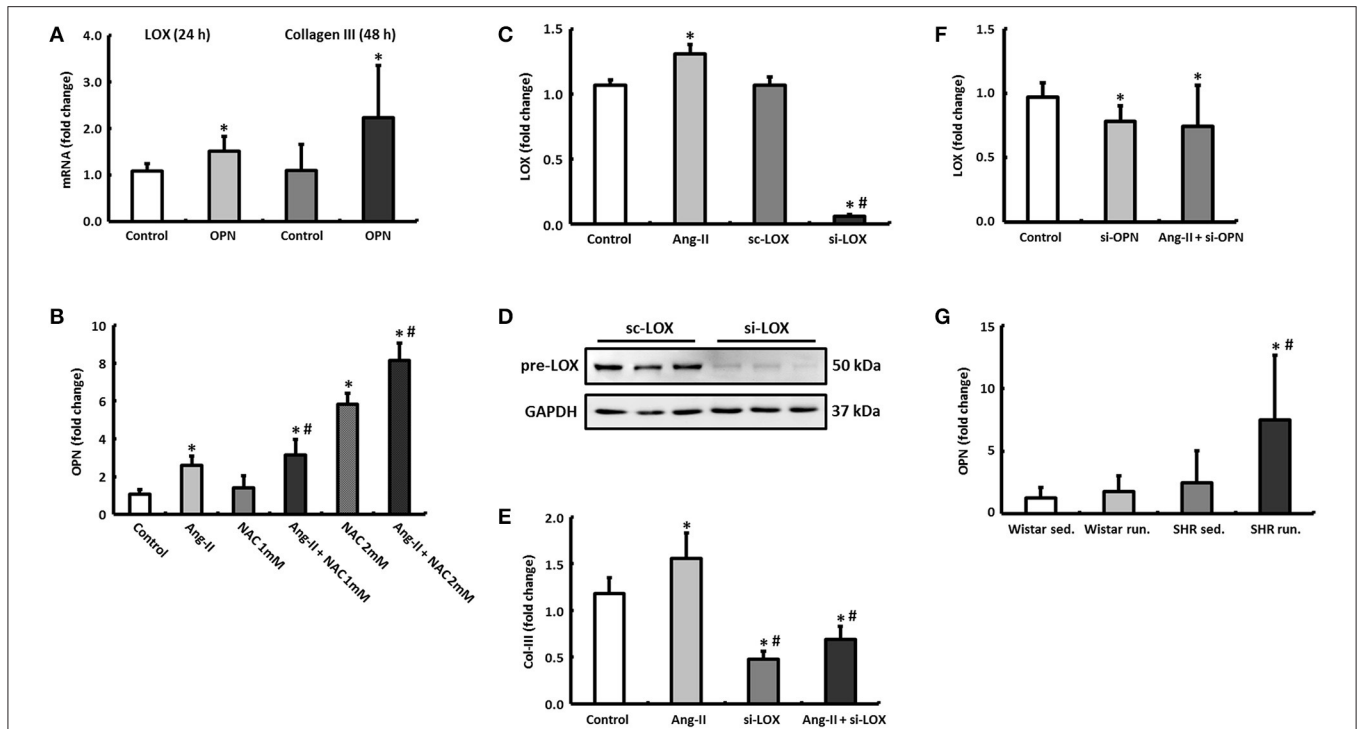 A
LOX (24 h) Collagen III (48 h)
mRNA (fold change)
4.0
3.0
2.0
1.0
0.0
* *
Control OPN Control OPN
B
OPN (fold change)
10
8
6
4
2
0
* * # * * #
Control Ang-II NAC 1mM Ang-II + NAC 1mM NAC 2mM Ang-II + NAC 2mM
C
LOX (fold change)
1.5
1.0
0.5
0.0
* * #
Control Ang-II sc-LOX si-LOX
D
sc-LOX si-LOX
pre-LOX 50 kDa
GAPDH 37 kDa
E
Col-III (fold change)
2.0
1.5
1.0
0.5
0.0
* * # * #
Control Ang-II si-LOX Ang-II + si-LOX
F
LOX (fold change)
1.5
1.0
0.5
0.0
* *
Control si-OPN Ang-II + si-OPN
G
OPN (fold change)
15
10
5
0
* #
Wistar sed. Wistar run. SHR sed. SHR run.